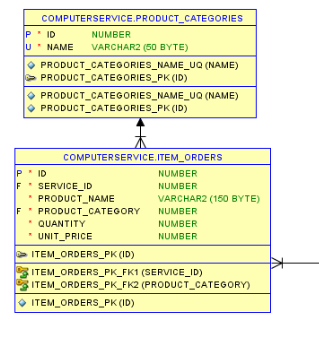 COMPUTERSERVICE.PRODUCT_CATEGORIES
P * ID NUMBER
U * NAME VARCHAR2 (50 BYTE)
PRODUCT_CATEGORIES_NAME_UQ (NAME)
PRODUCT_CATEGORIES_PK (ID)
PRODUCT_CATEGORIES_NAME_UQ (NAME)
PRODUCT_CATEGORIES_PK (ID)
COMPUTERSERVICE.ITEM_ORDERS
P * ID NUMBER
F * SERVICE_ID NUMBER
* PRODUCT_NAME VARCHAR2 (150 BYTE)
F * PRODUCT_CATEGORY NUMBER
* QUANTITY NUMBER
* UNIT_PRICE NUMBER
ITEM_ORDERS_PK (ID)
ITEM_ORDERS_PK_FK1 (SERVICE_ID)
ITEM_ORDERS_PK_FK2 (PRODUCT_CATEGORY)
ITEM_ORDERS_PK (ID)